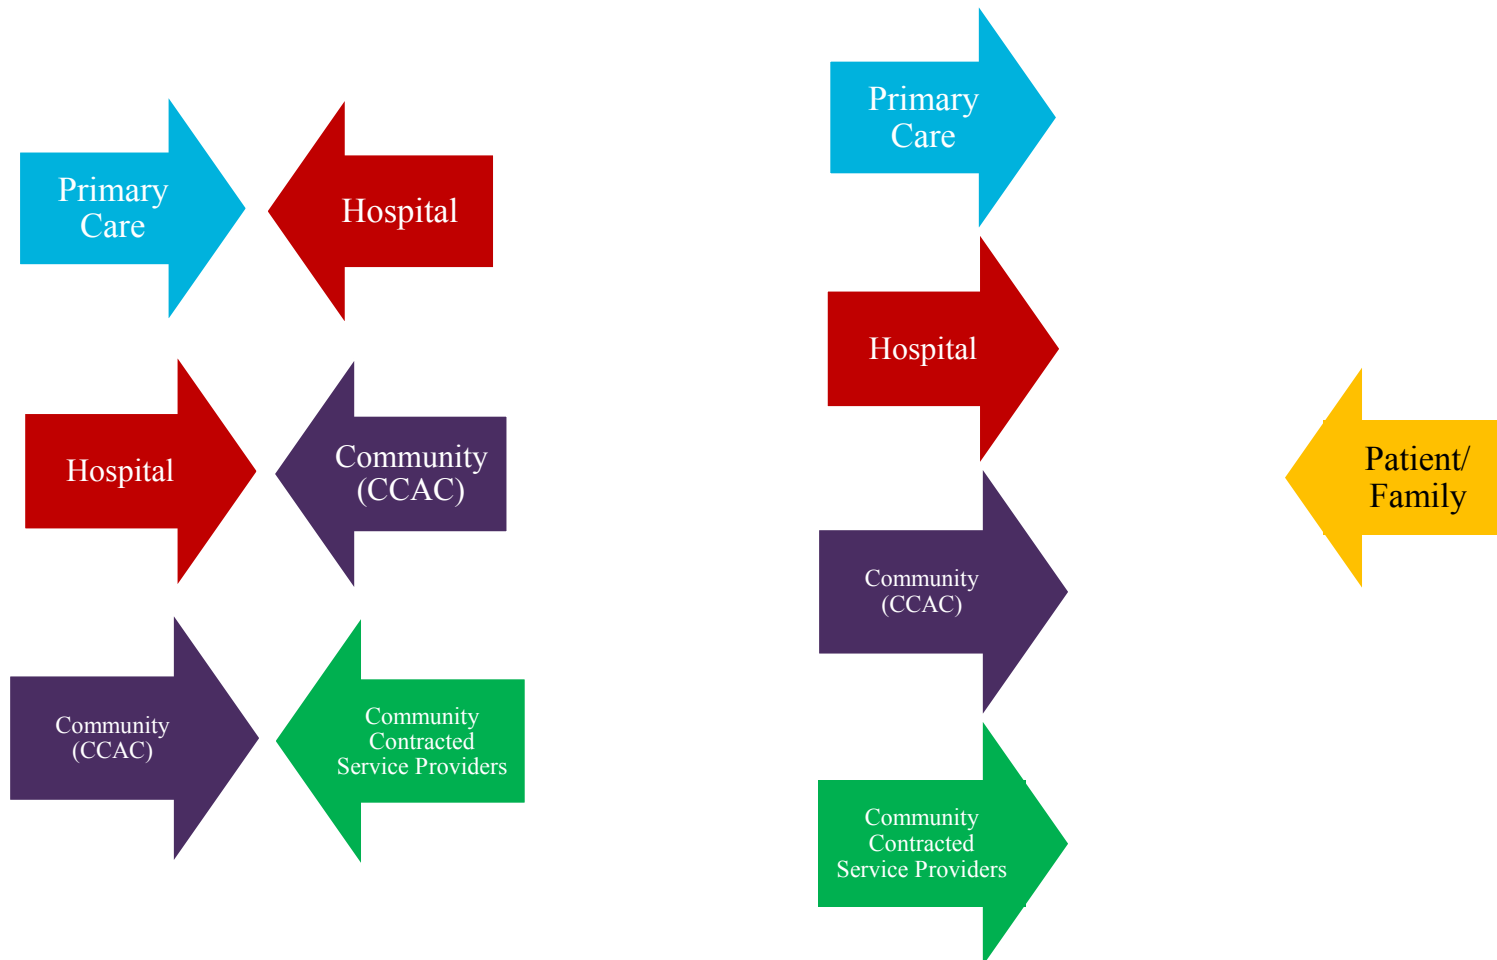 Primary
Care
Hospital
Hospital
Community
(CCAC)
Community
(CCAC)
Community
Contracted
Service Providers
Primary
Care
Hospital
Community
(CCAC)
Community
Contracted
Service Providers
Patient/
Family